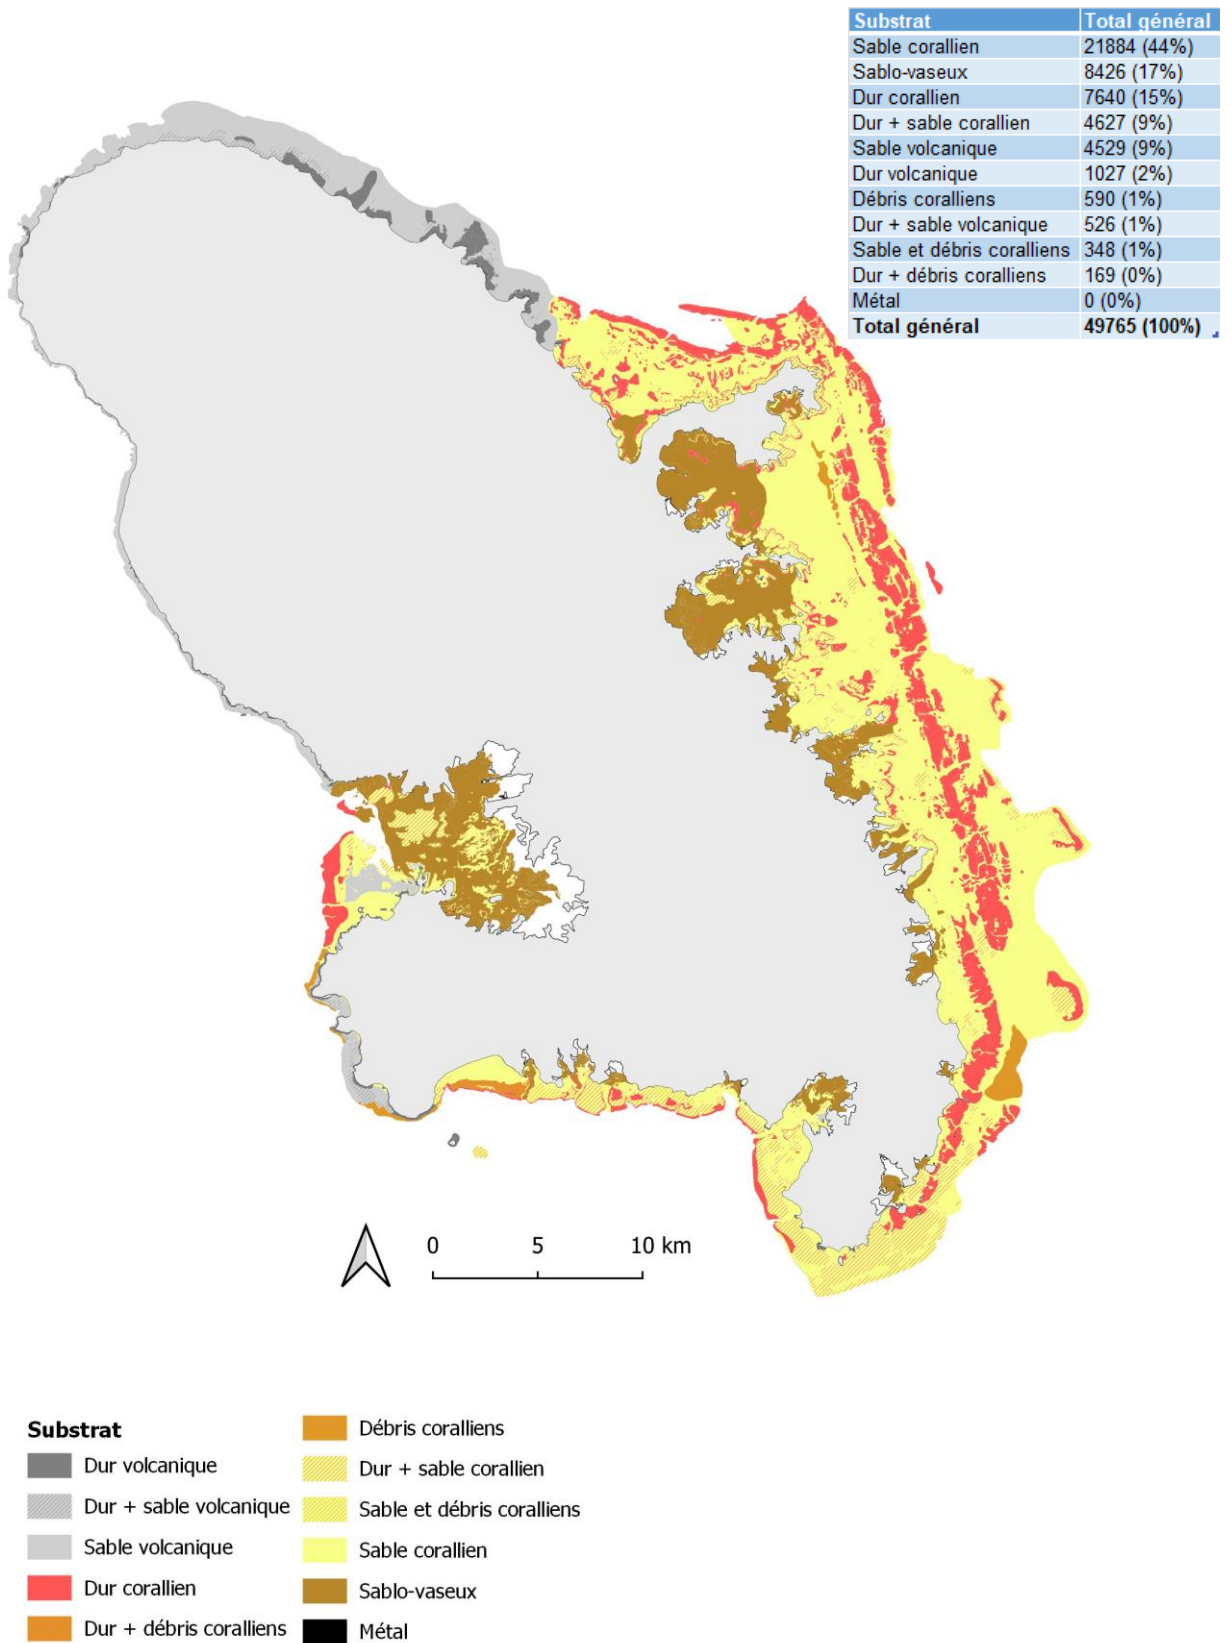 Substrat Total général
Sable corallien 21884 (44%)
Sablo-vaseux 8426 (17%)
Dur corallien 7640 (15%)
Dur + sable corallien 4627 (9%)
Sable volcanique 4529 (9%)
Dur volcanique 1027 (2%)
Débris coralliens 590 (1%)
Dur + sable volcanique 526 (1%)
Sable et débris coralliens 348 (1%)
Dur + débris coralliens 169 (0%)
Métal 0 (0%)
Total général 49765 (100%)
0 5 10 km
Substrat
Dur volcanique
Dur + sable volcanique
Sable volcanique
Dur corallien
Dur + débris coralliens
Débris coralliens
Dur + sable corallien
Sable et débris coralliens
Sable corallien
Sablo-vaseux
Métal